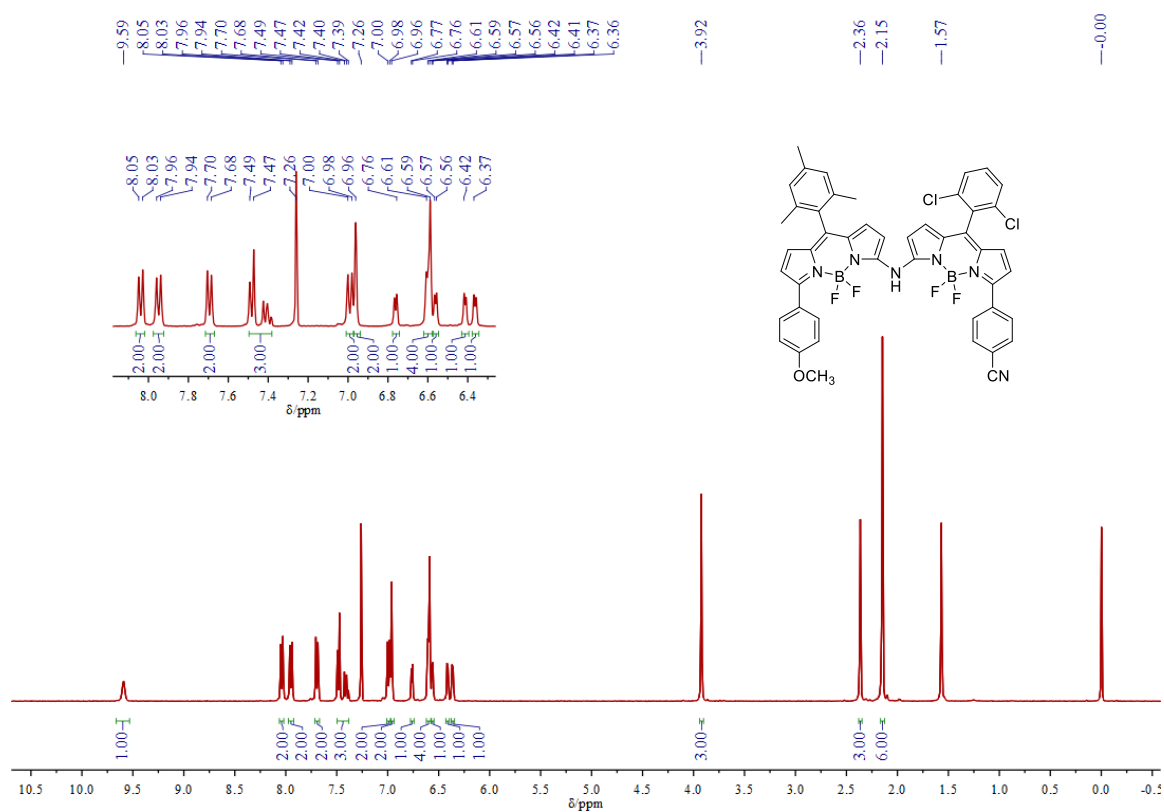 9.59 8.05 8.03 7.96 7.94 7.70 7.68 7.49 7.47 7.42 7.40 7.39 7.26 7.00 6.98 6.96 6.77 6.76 6.61 6.59 6.57 6.56 6.42 6.41 6.37 6.36 3.92 2.36 2.15 1.57 -0.00
8.05 8.03 7.96 7.94 7.70 7.68 7.49 7.47 7.26 7.00 6.98 6.96 6.76 6.61 6.59 6.57 6.56 6.42 6.37
2.00 2.00 2.00 3.00 2.00 2.00 1.00 4.00 1.00 1.00 1.00
8.0 7.8 7.6 7.4 7.2 7.0 6.8 6.6 6.4
δ/ppm
Cl
Cl
N N H N N
B B
F F F F
OCH3
CN
1.00 2.00 2.00 2.00 3.00 2.00 2.00 1.00 4.00 1.00 1.00 1.00 3.00 3.00 6.00
10.5 10.0 9.5 9.0 8.5 8.0 7.5 7.0 6.5 6.0 5.5 5.0 4.5 4.0 3.5 3.0 2.5 2.0 1.5 1.0 0.5 0.0 -0.5
δ/ppm